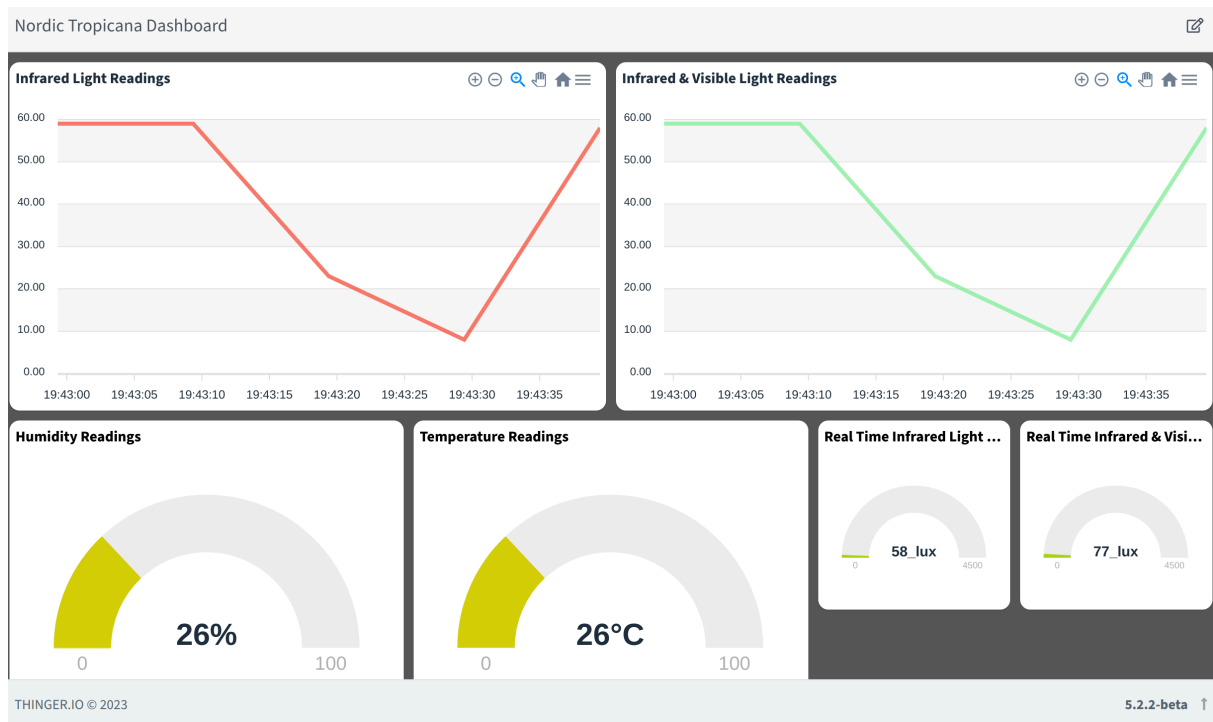 Nordic Tropicana Dashboard
Infrared Light Readings
60.00
50.00
40.00
30.00
20.00
10.00
0.00
19:43:00 19:43:05 19:43:10 19:43:15 19:43:20 19:43:25 19:43:30 19:43:35
Infrared & Visible Light Readings
60.00
50.00
40.00
30.00
20.00
10.00
0.00
19:43:00 19:43:05 19:43:10 19:43:15 19:43:20 19:43:25 19:43:30 19:43:35
Humidity Readings
26%
0 100
Temperature Readings
26°C
0 100
Real Time Infrared Light ...
58_lux
0 4500
Real Time Infrared & Visi...
77_lux
0 4500
THINGER.IO © 2023
5.2.2-beta